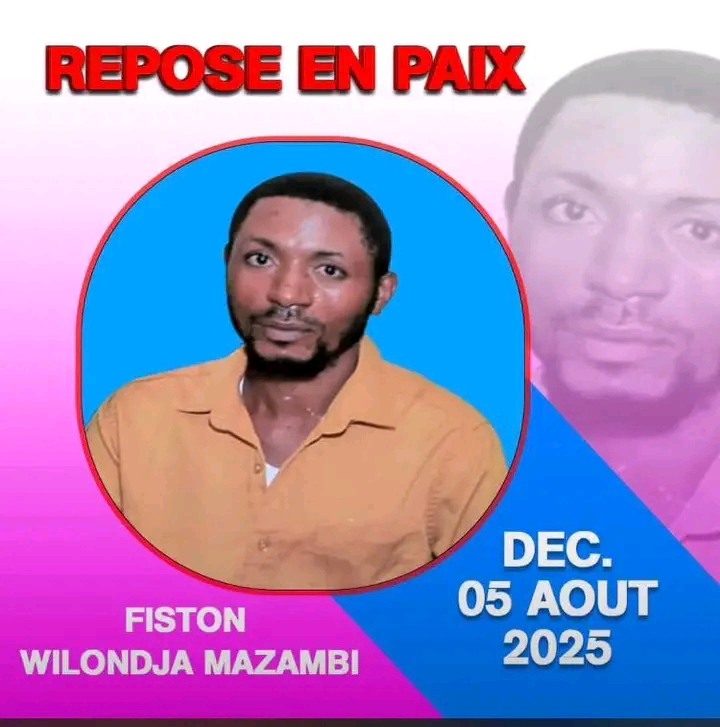 REPOSE EN PAIX
FISTON
WILONDJA MAZAMBI
DEC.
05 AOUT
2025